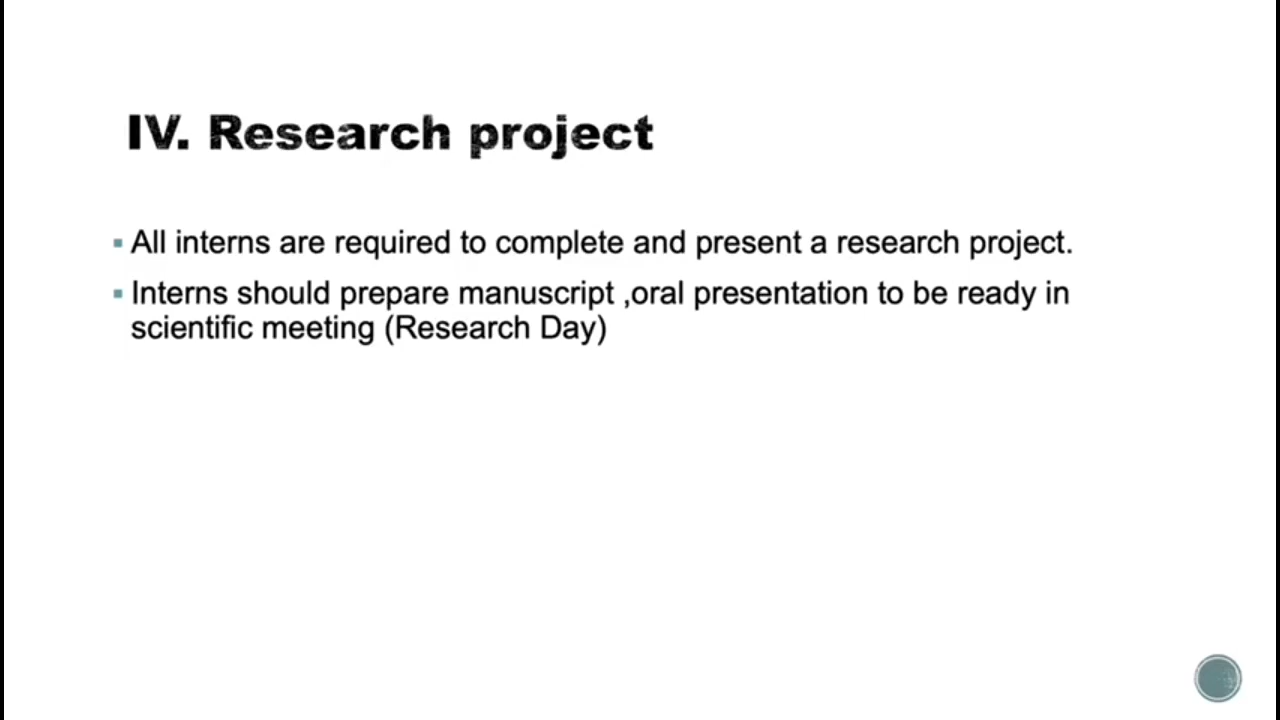 IV. Research project
All interns are required to complete and present a research project.
Interns should prepare manuscript ,oral presentation to be ready in
scientific meeting (Research Day)